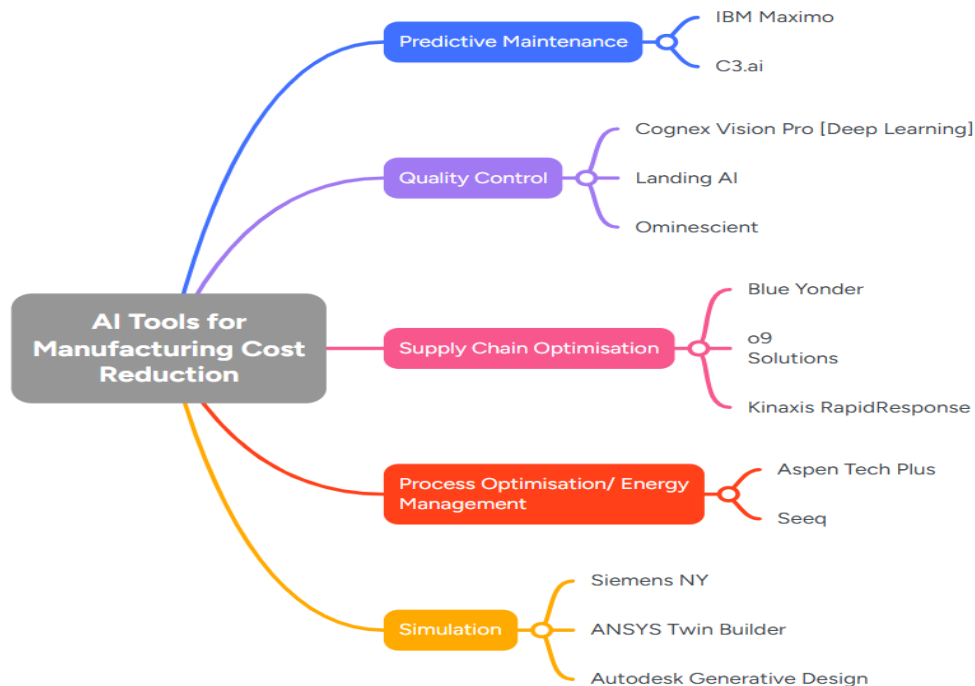 AI Tools for
Manufacturing Cost
Reduction
Predictive Maintenance
IBM Maximo
C3.ai
Quality Control
Cognex Vision Pro [Deep Learning]
Landing AI
Ominescient
Supply Chain Optimisation
Blue Yonder
o9
Solutions
Kinaxis RapidResponse
Process Optimisation/ Energy
Management
Aspen Tech Plus
Seeq
Simulation
Siemens NY
ANSYS Twin Builder
Autodesk Generative Design